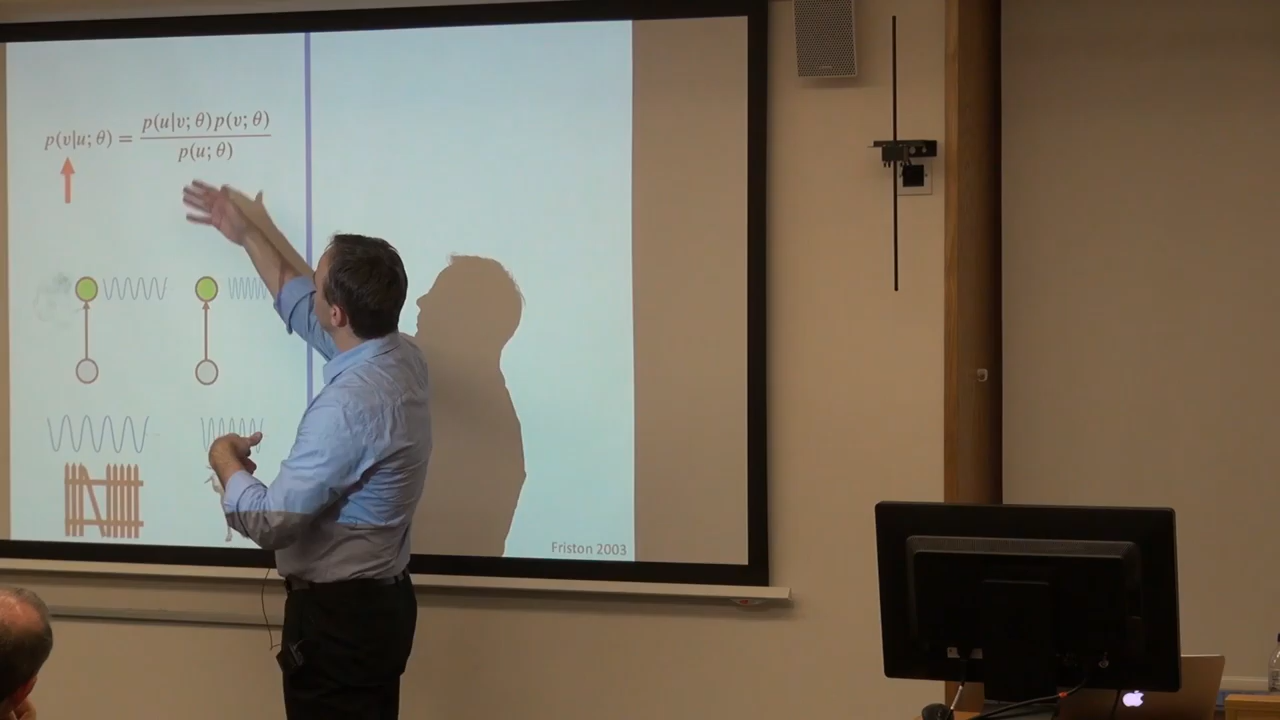 p(v|u; θ) = p(u|v; θ)p(v; θ) / p(u; θ)
Friston 2003